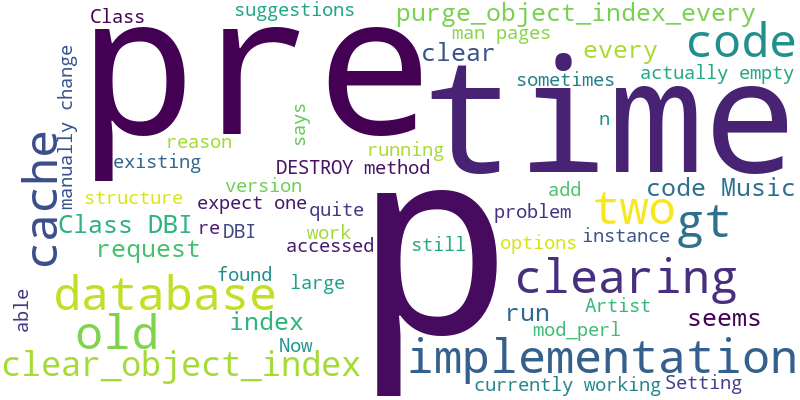 Class
suggestions
purge_object_index_every
pre
man pages
code
clear
every
time
manually change
sometimes
actually empty
says
n
reason
running
existing
DESTROY method
cache
version
add
code Music
structure
expect one
quite
problem
two
gt
Class DBI
re
DBI
work
accessed
still
options
instance
request
p
found
large
clearing
able
database
old
index
run
Artist
seems
Now
mod_perl
clear_object_index
implementation
currently working
Setting